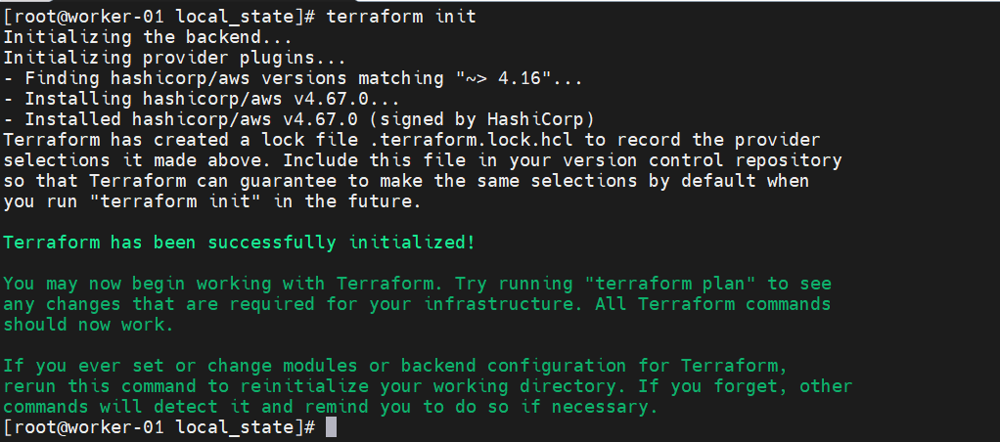 [root@worker-01 local_state]# terraform init
Initializing the backend...
Initializing provider plugins...
- Finding hashicorp/aws versions matching "~> 4.16"...
- Installing hashicorp/aws v4.67.0...
- Installed hashicorp/aws v4.67.0 (signed by HashiCorp)
Terraform has created a lock file .terraform.lock.hcl to record the provider
selections it made above. Include this file in your version control repository
so that Terraform can guarantee to make the same selections by default when
you run "terraform init" in the future.
Terraform has been successfully initialized!
You may now begin working with Terraform. Try running "terraform plan" to see
any changes that are required for your infrastructure. All Terraform commands
should now work.
If you ever set or change modules or backend configuration for Terraform,
rerun this command to reinitialize your working directory. If you forget, other
commands will detect it and remind you to do so if necessary.
[root@worker-01 local_state]#